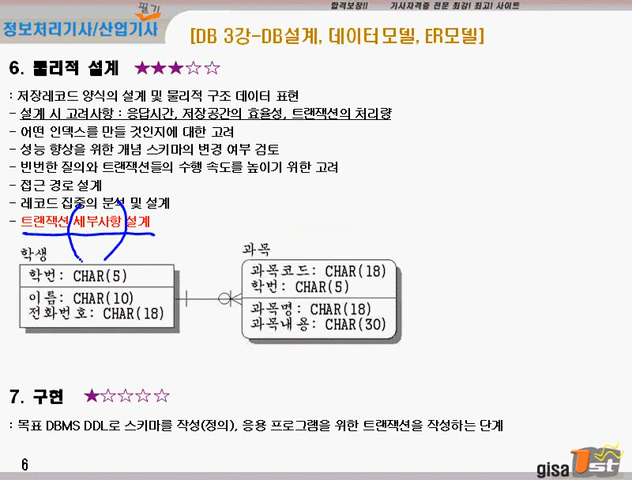 합격보장!! 기사자격증 전문 최강! 최고! 사이트
필기
정보처리기사/산업기사
[DB 3강-DB설계, 데이터모델, ER모델]
6. 물리적 설계 ★★★☆☆
: 저장레코드 양식의 설계 및 물리적 구조 데이터 표현
- 설계 시 고려사항 : 응답시간, 저장공간의 효율성, 트랜잭션의 처리량
- 어떤 인덱스를 만들 것인지에 대한 고려
- 성능 향상을 위한 개념 스키마의 변경 여부 검토
- 빈번한 질의와 트랜잭션들의 수행 속도를 높이기 위한 고려
- 접근 경로 설계
- 레코드 집중의 분석 및 설계
- 트랜잭션 세부사항 설계
학생
학번: CHAR(5)
이름: CHAR(10)
전화번호: CHAR(18)
과목
과목코드: CHAR(18)
학번: CHAR(5)
과목명: CHAR(18)
과목내용: CHAR(30)
7. 구현 ★☆☆☆☆
: 목표 DBMS DDL로 스키마를 작성(정의), 응용 프로그램을 위한 트랜잭션을 작성하는 단계
6
gisa 1st